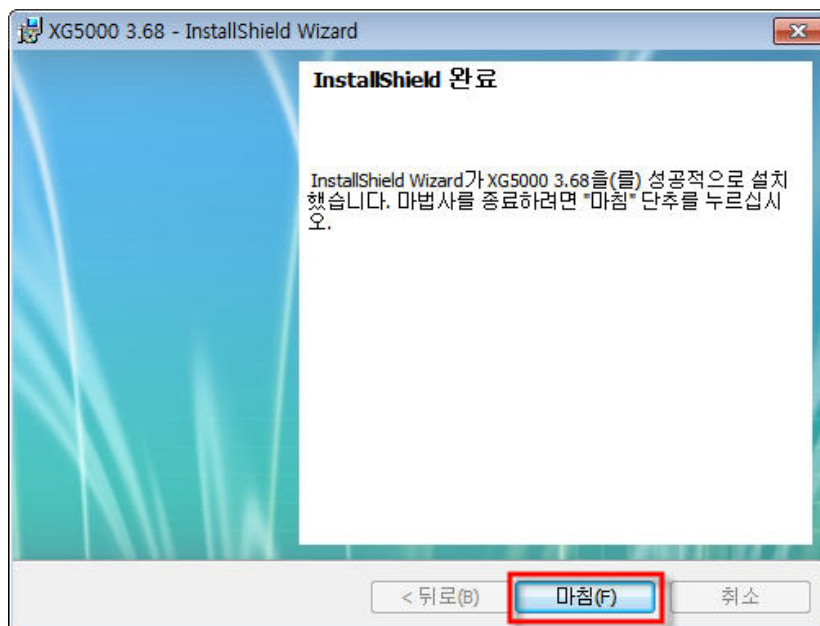 XG5000 3.68 - InstallShield Wizard
InstallShield 완료
InstallShield Wizard가 XG5000 3.68을(를) 성공적으로 설치
했습니다. 마법사를 종료하려면 "마침" 단추를 누르십시
오.
< 뒤로(B) 마침(F) 취소